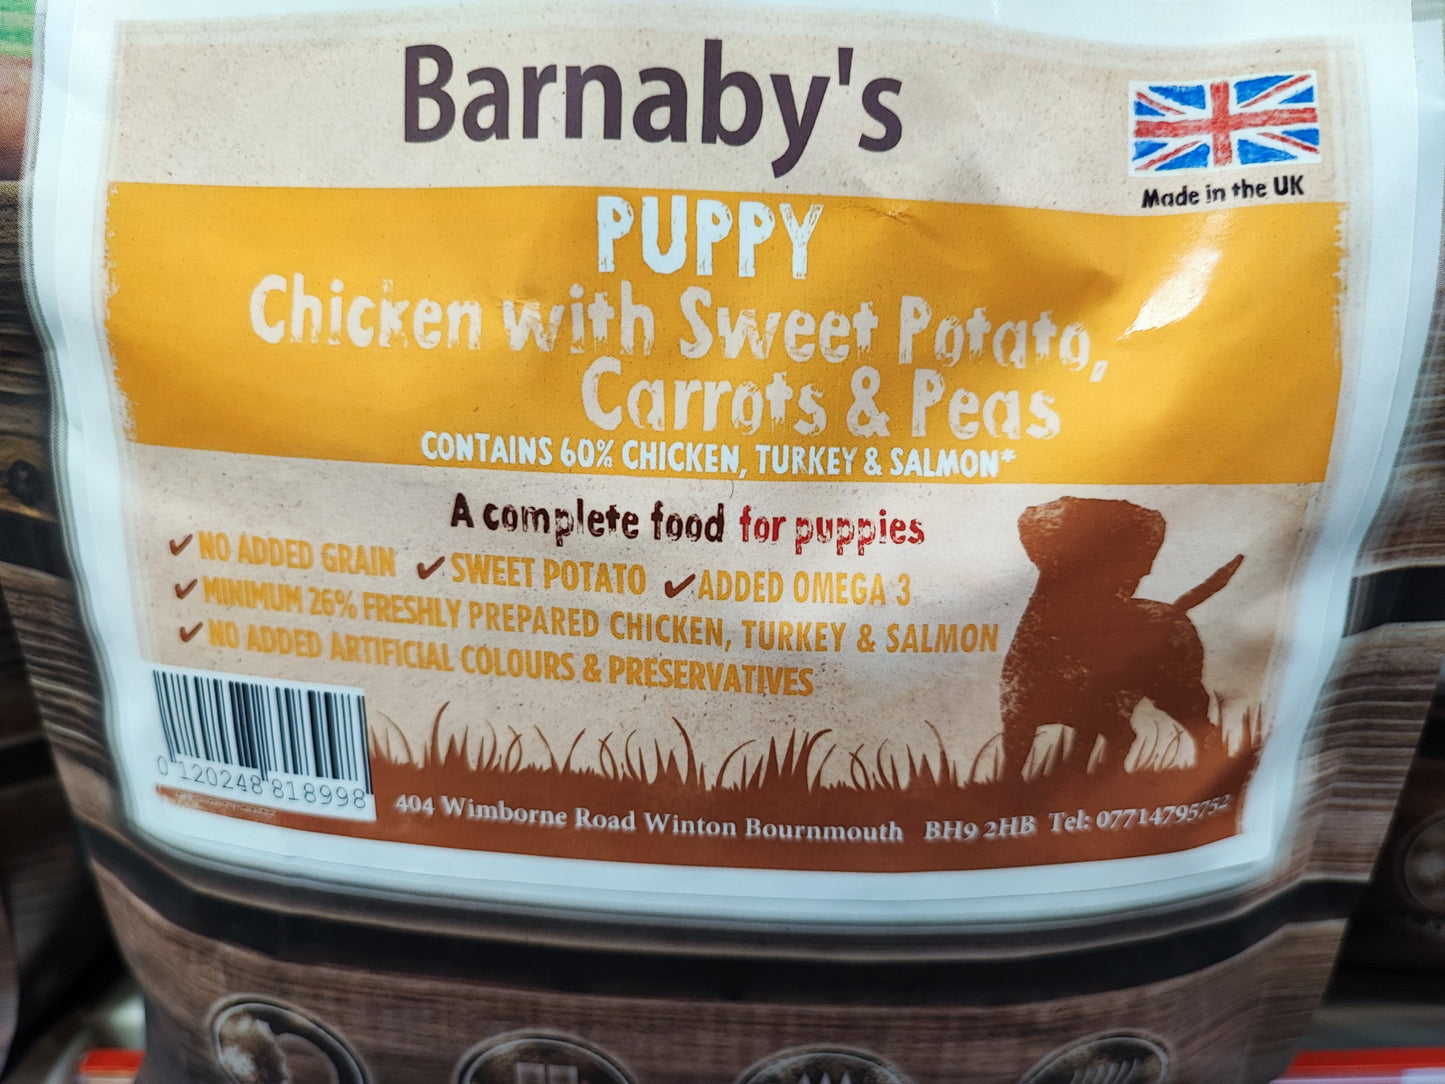 Barnaby's
Made in the UK
PUPPY
Chicken with Sweet Potato,
Carrots & Peas
CONTAINS 60% CHICKEN, TURKEY & SALMON*
A complete food for puppies
NO ADDED GRAIN SWEET POTATO ADDED OMEGA 3
MINIMUM 26% FRESHLY PREPARED CHICKEN, TURKEY & SALMON
NO ADDED ARTIFICIAL COLOURS & PRESERVATIVES
0 120248 818998
404 Wimborne Road Winton Bournmouth BH9 2HB Tel: 07714795752